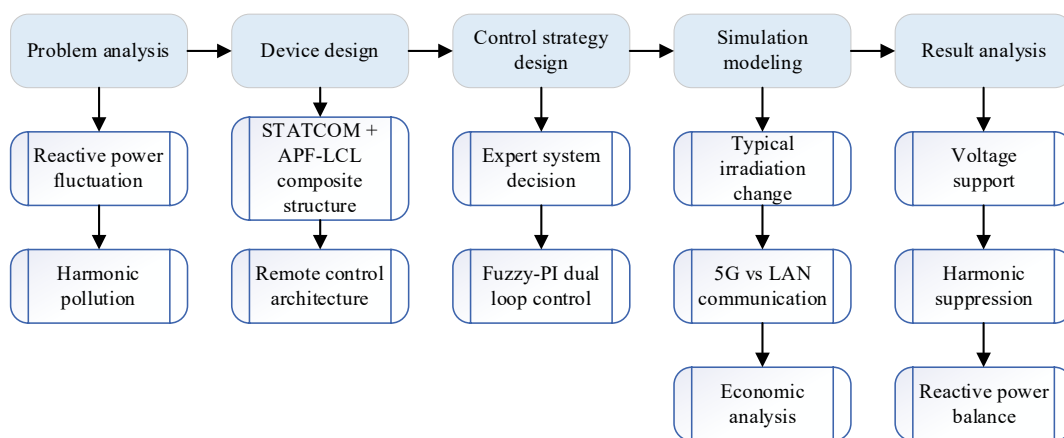 Problem analysis
Device design
Control strategy
design
Simulation
modeling
Result analysis
Reactive power
fluctuation
STATCOM +
APF-LCL
composite
structure
Expert system
decision
Typical
irradiation
change
Voltage
support
Harmonic
pollution
Remote control
architecture
Fuzzy-PI dual
loop control
5G vs LAN
communication
Harmonic
suppression
Economic
analysis
Reactive power
balance